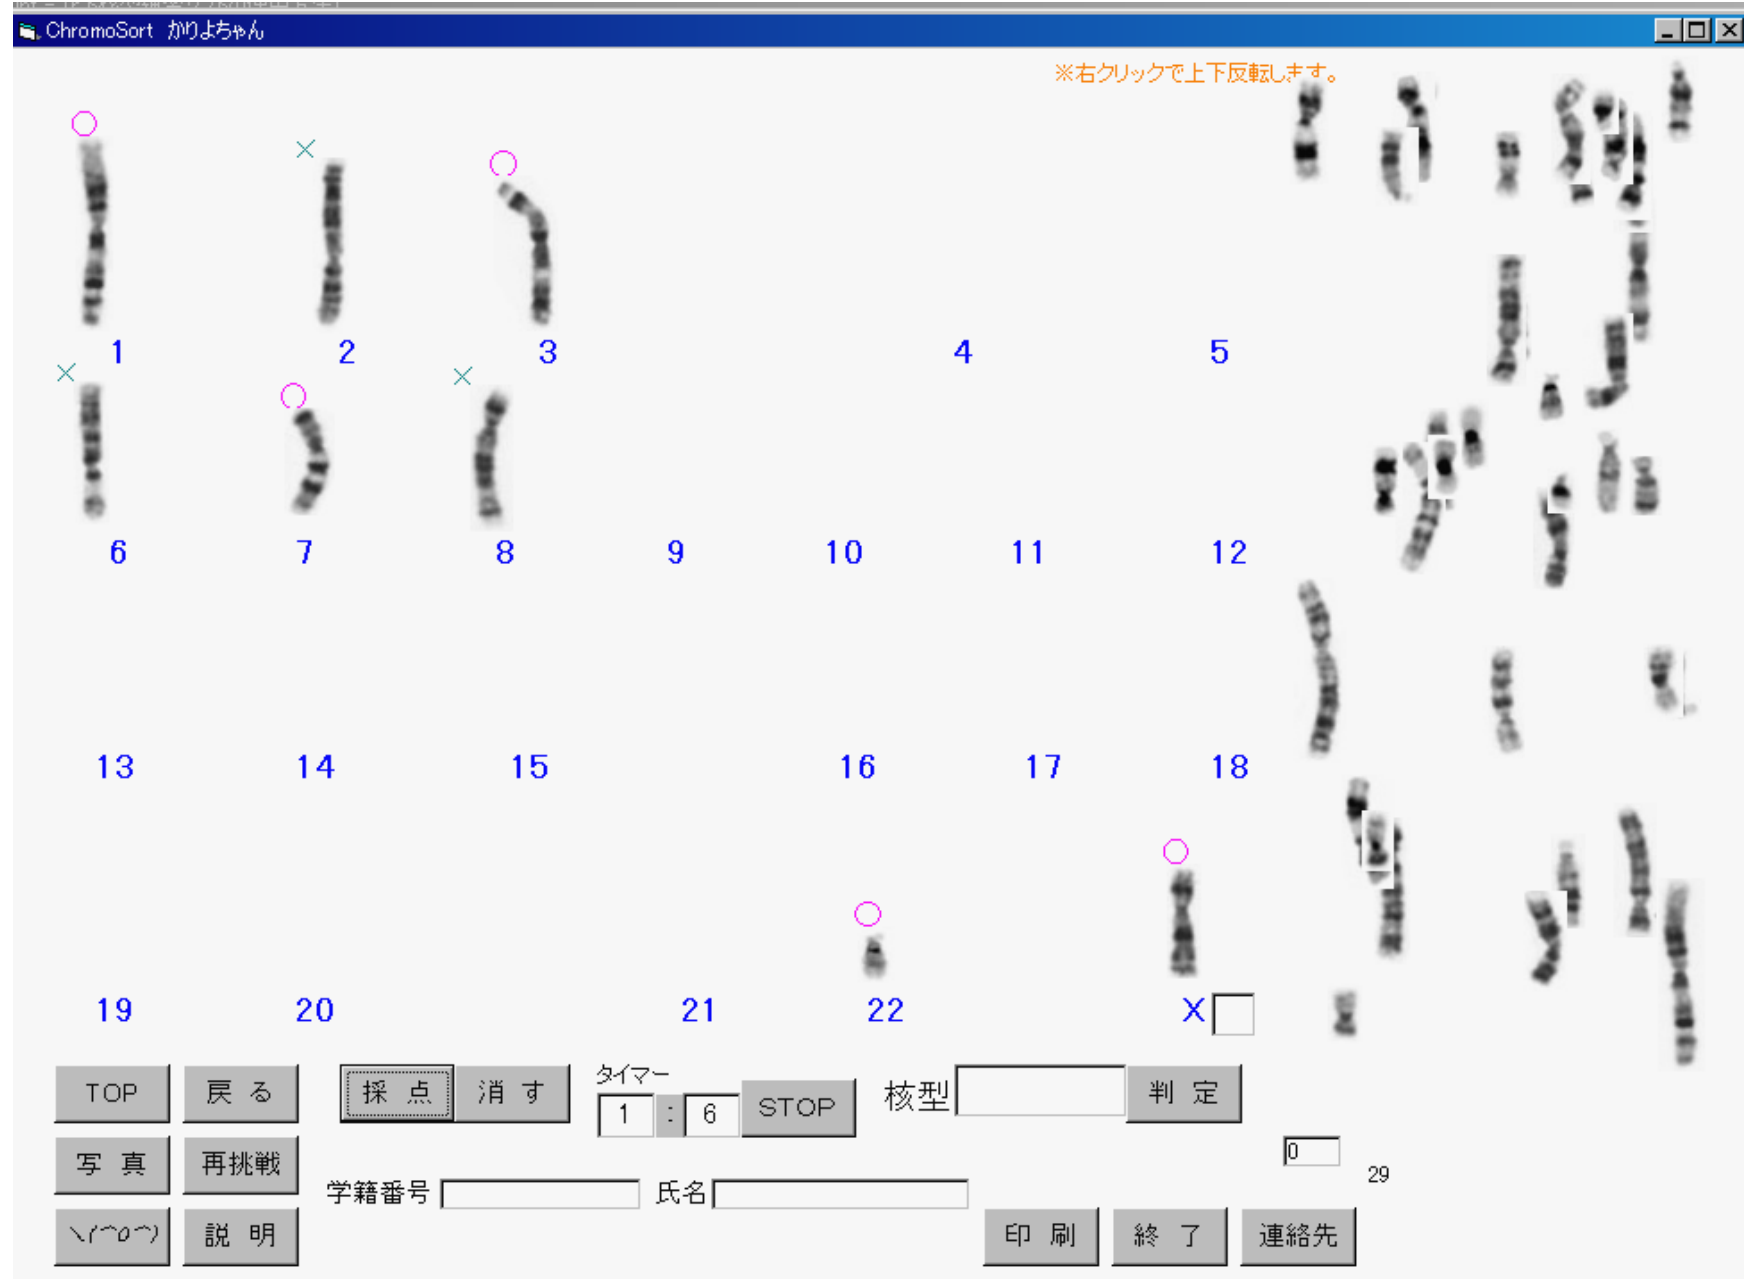 ChromoSort かりよちゃん
※右クリックで上下反転します。
1 2 3 4 5
6 7 8 9 10 11 12
13 14 15 16 17 18
19 20 21 22 X
TOP 戻る 採点 消す タイマー 1 : 6 STOP 核型 判定
写真 再挑戦 学籍番号 氏名 0 29
\(^o^) 説明 印刷 終了 連絡先